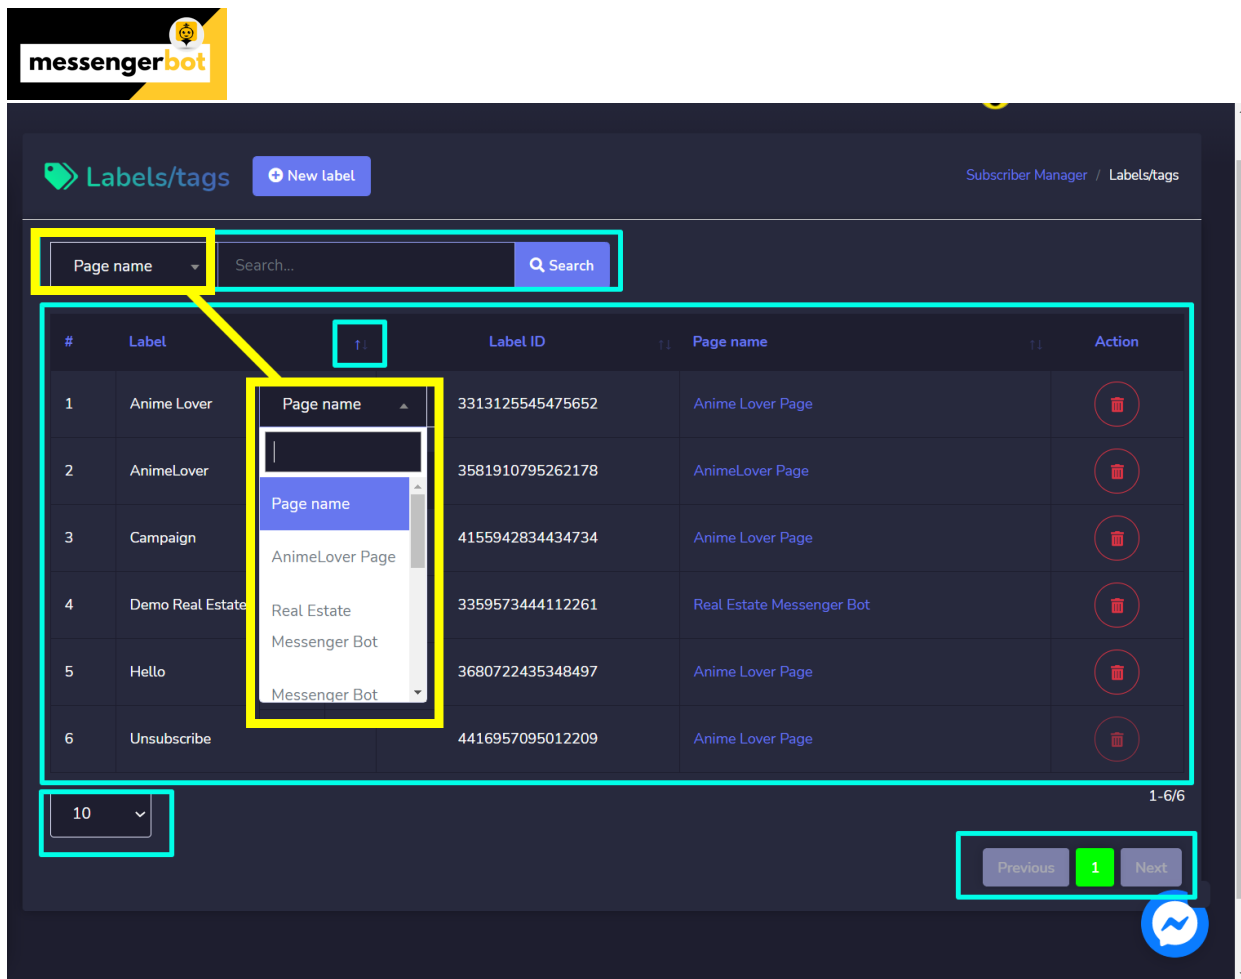 messengerbot
Labels/tags
New label
Subscriber Manager / Labels/tags
Page name
Search...
Search
# Label Label ID Page name Action
1 Anime Lover 3313125545475652 Anime Lover Page
2 AnimeLover 3581910795262178 AnimeLover Page
3 Campaign 4155942834434734 Anime Lover Page
4 Demo Real Estate 3359573444112261 Real Estate Messenger Bot
5 Hello 3680722435348497 Anime Lover Page
6 Unsubscribe 4416957095012209 Anime Lover Page
Page name
Page name
AnimeLover Page
Real Estate
Messenger Bot
Messenger Bot
10
1-6/6
Previous 1 Next